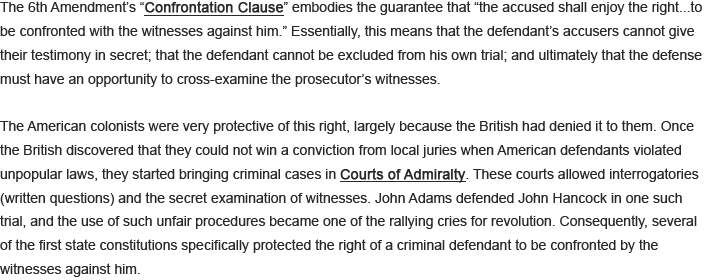 The 6th Amendment's “Confrontation Clause” embodies the guarantee that “the accused shall enjoy the right...to
be confronted with the witnesses against him.” Essentially, this means that the defendant's accusers cannot give
their testimony in secret; that the defendant cannot be excluded from his own trial; and ultimately that the defense
must have an opportunity to cross-examine the prosecutor's witnesses.
The American colonists were very protective of this right, largely because the British had denied it to them. Once
the British discovered that they could not win a conviction from local juries when American defendants violated
unpopular laws, they started bringing criminal cases in Courts of Admiralty. These courts allowed interrogatories
(written questions) and the secret examination of witnesses. John Adams defended John Hancock in one such
trial, and the use of such unfair procedures became one of the rallying cries for revolution. Consequently, several
of the first state constitutions specifically protected the right of a criminal defendant to be confronted by the
witnesses against him.